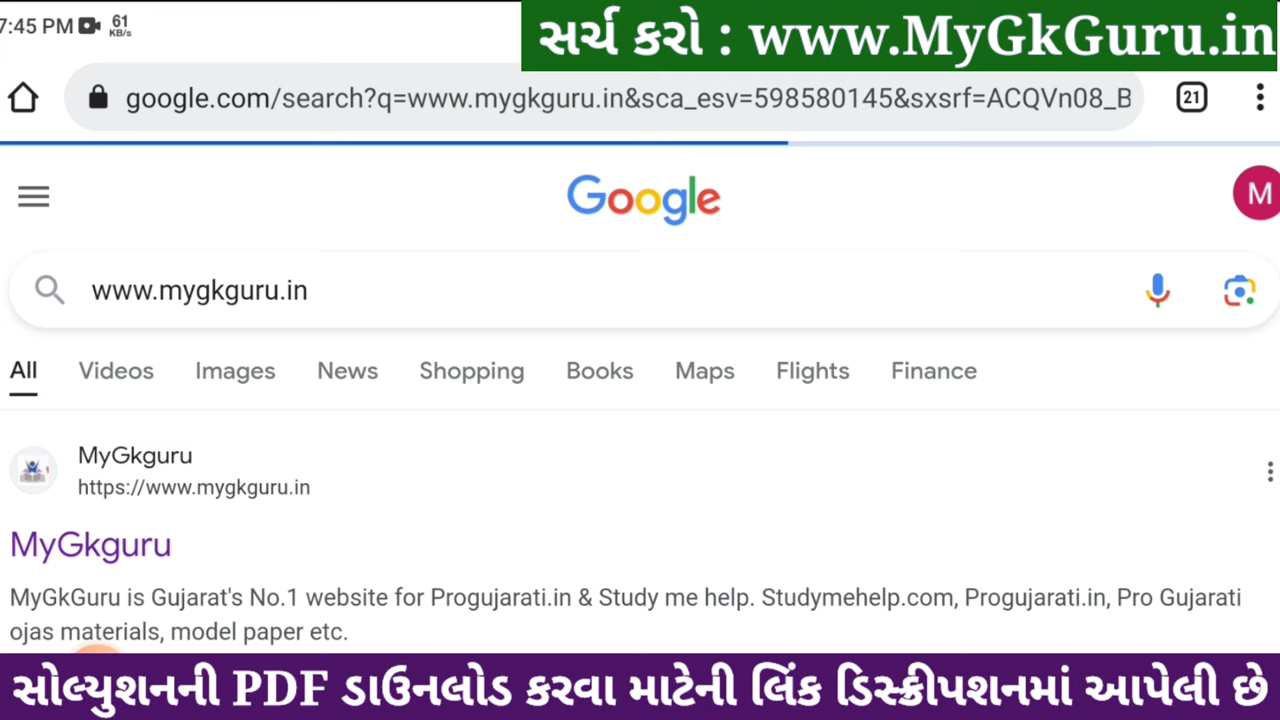 7:45 PM 61 KB/s
સર્ચ કરો : www.MyGkGuru.in
google.com/search?q=www.mygkguru.in&sca_esv=598580145&sxsrf=ACQVn08_B
21
Google
M
www.mygkguru.in
All Videos Images News Shopping Books Maps Flights Finance
MyGkguru
https://www.mygkguru.in
MyGkguru
MyGkGuru is Gujarat's No.1 website for Progujarati.in & Study me help. Studymehelp.com, Progujarati.in, Pro Gujarati
ojas materials, model paper etc.
સોલ્યુશનની PDF ડાઉનલોડ કરવા માટેની લિંક ડિસ્ક્રીપશનમાં આપેલી છે